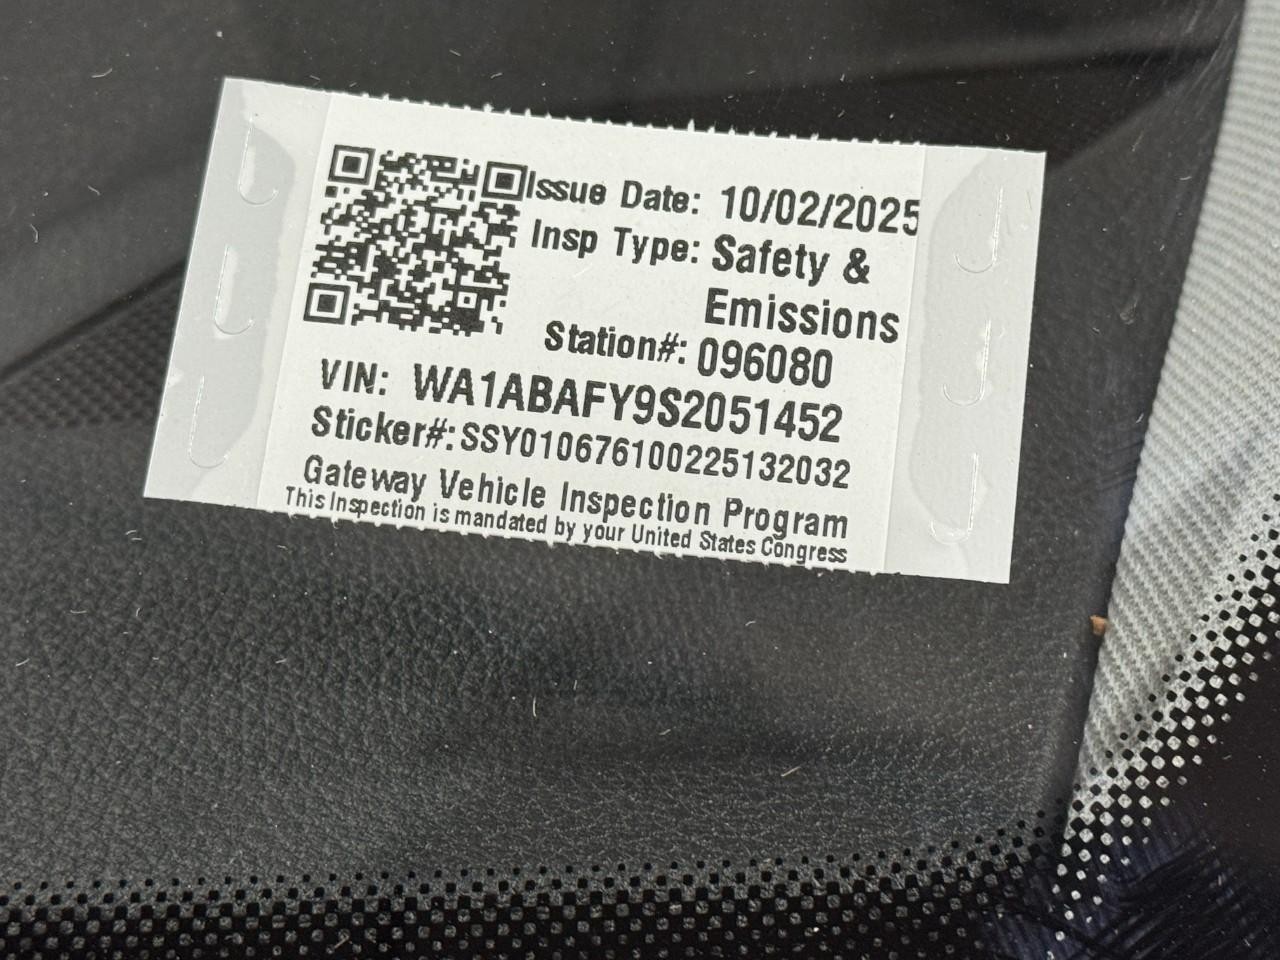 Issue Date: 10/02/2025
Insp Type: Safety &
Emissions
Station#: 096080
VIN: WA1ABAFY9S2051452
Sticker#: SSY010676100225132032
Gateway Vehicle Inspection Program
This Inspection is mandated by your United States Congress